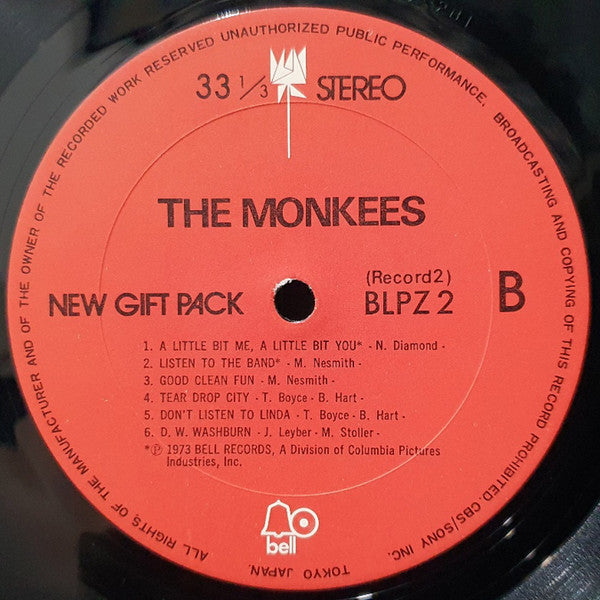 ALL RIGHTS OF THE MANUFACTURER AND OF THE OWNER OF THE RECORDED WORK RESERVED UNAUTHORIZED PUBLIC PERFORMANCE, BROADCASTING AND COPYING OF THIS RECORD PROHIBITED. CBS/SONY INC.
TOKYO JAPAN.
33 1/3 STEREO
THE MONKEES
NEW GIFT PACK
(Record2)
BLPZ 2
B
1. A LITTLE BIT ME, A LITTLE BIT YOU* - N. Diamond -
2. LISTEN TO THE BAND* - M. Nesmith -
3. GOOD CLEAN FUN - M. Nesmith -
4. TEAR DROP CITY - T. Boyce - B. Hart -
5. DON'T LISTEN TO LINDA - T. Boyce - B. Hart -
6. D. W. WASHBURN - J. Leyber - M. Stoller -
*℗ 1973 BELL RECORDS, A Division of Columbia Pictures
Industries, Inc.
bell